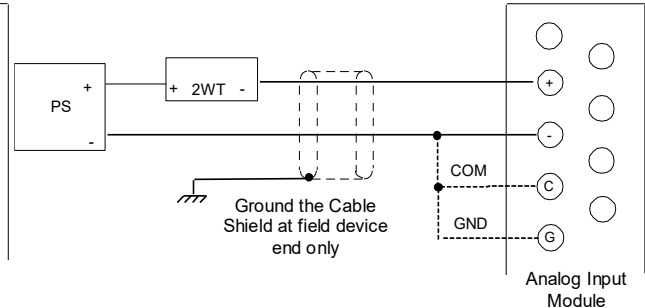 + 2WT -
+
PS
-
+
-
COM
C
GND
G
Ground the Cable
Shield at field device
end only
Analog Input
Module